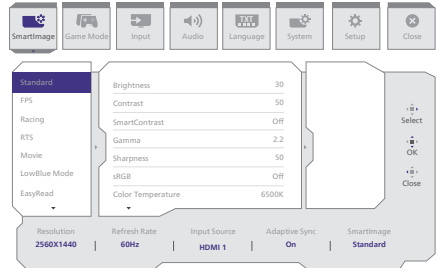 TXT
SmartImage Game Mode Input Audio Language System Setup Close
Standard
FPS
Racing
RTS
Movie
LowBlue Mode
EasyRead
Brightness 30
Contrast 50
SmartContrast Off
Gamma 2.2
Sharpness 50
sRGB Off
Color Temperature 6500K
Select
OK
Close
Resolution Refresh Rate Input Source Adaptive Sync SmartImage
2560X1440 | 60Hz | HDMI 1 | On | Standard